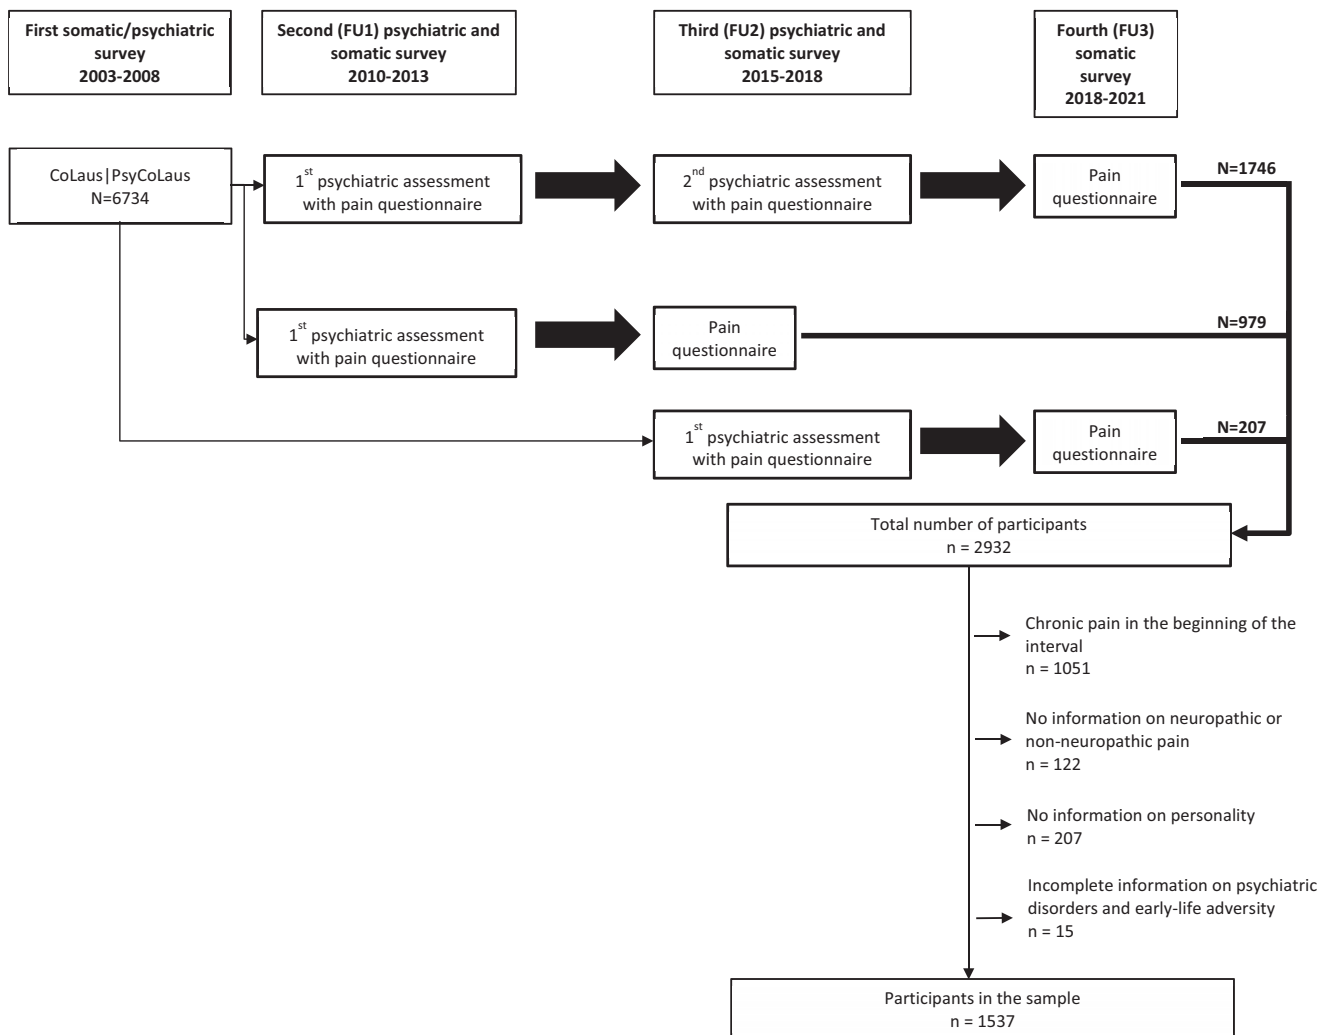 First somatic/psychiatric
survey
2003-2008
Second (FU1) psychiatric and
somatic survey
2010-2013
Third (FU2) psychiatric and
somatic survey
2015-2018
Fourth (FU3)
somatic
survey
2018-2021
CoLaus|PsyCoLaus
N=6734
1st psychiatric assessment
with pain questionnaire
2nd psychiatric assessment
with pain questionnaire
Pain
questionnaire
N=1746
1st psychiatric assessment
with pain questionnaire
Pain
questionnaire
N=979
1st psychiatric assessment
with pain questionnaire
Pain
questionnaire
N=207
Total number of participants
n = 2932
Chronic pain in the beginning of the
interval
n = 1051
No information on neuropathic or
non-neuropathic pain
n = 122
No information on personality
n = 207
Incomplete information on psychiatric
disorders and early-life adversity
n = 15
Participants in the sample
n = 1537